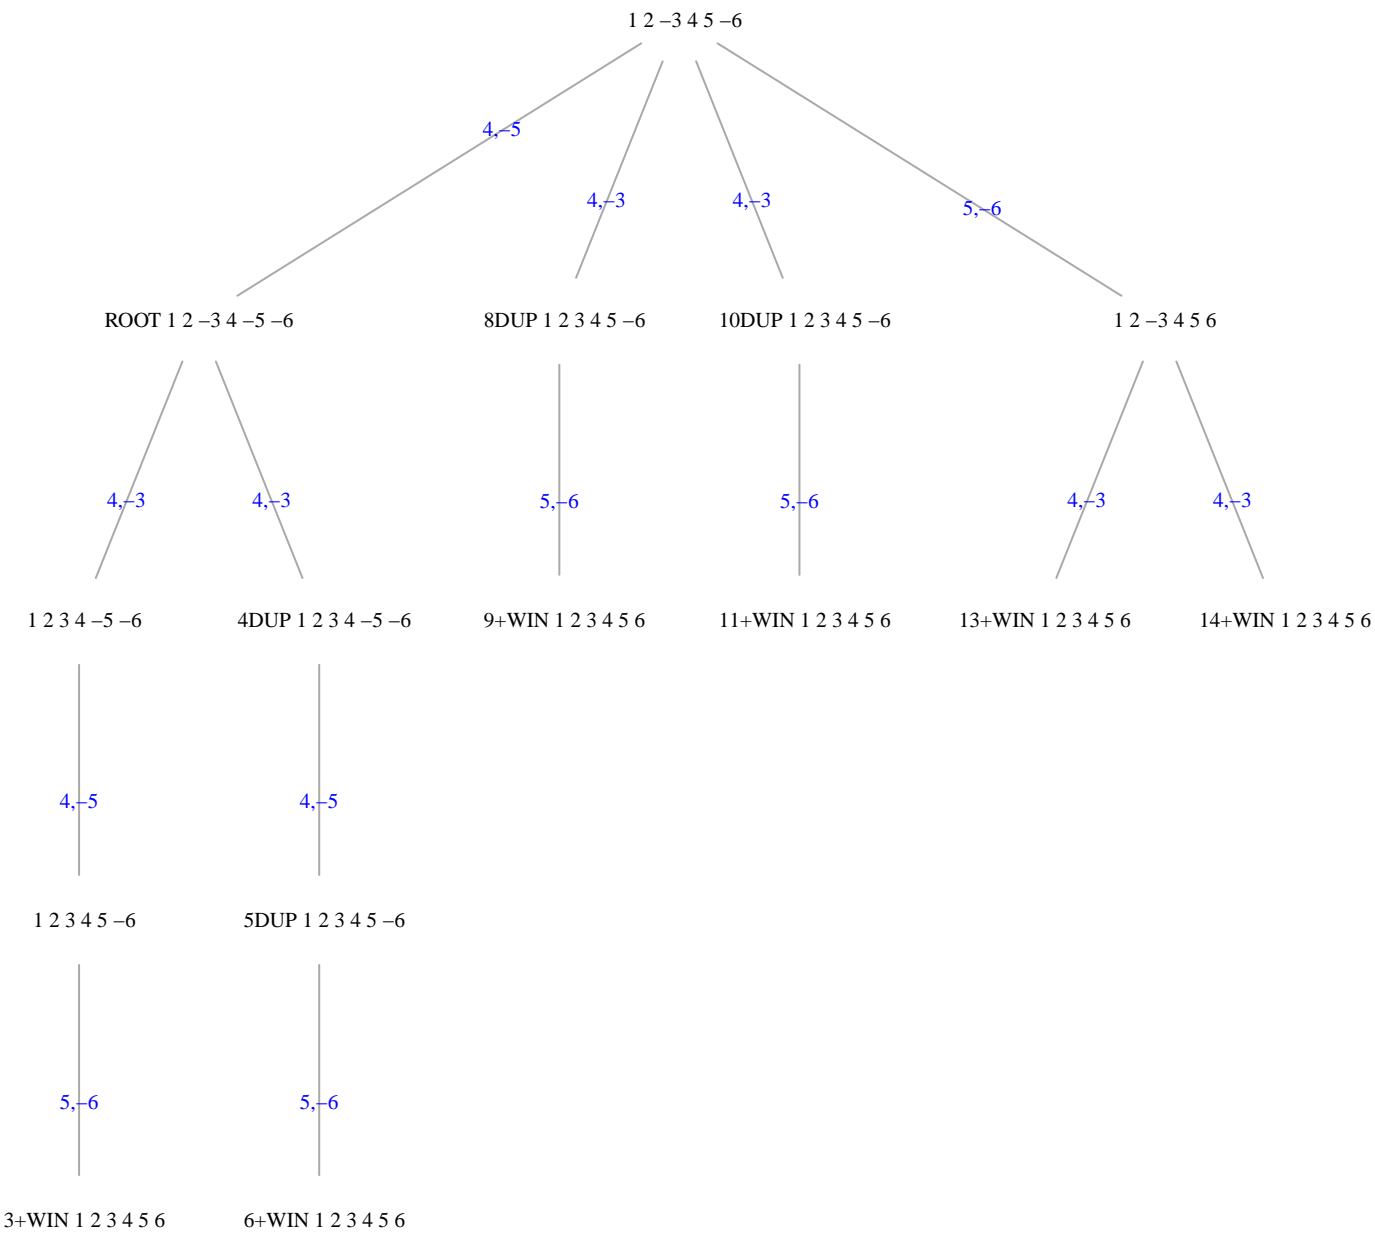 1 2 –3 4 5 –6
4,–5
4,–3
4,–3
5,–6
ROOT 1 2 –3 4 –5 –6
8DUP 1 2 3 4 5 –6
10DUP 1 2 3 4 5 –6
1 2 –3 4 5 6
4,–3
4,–3
5,–6
5,–6
4,–3
4,–3
1 2 3 4 –5 –6
4DUP 1 2 3 4 –5 –6
9+WIN 1 2 3 4 5 6
11+WIN 1 2 3 4 5 6
13+WIN 1 2 3 4 5 6
14+WIN 1 2 3 4 5 6
4,–5
4,–5
1 2 3 4 5 –6
5DUP 1 2 3 4 5 –6
5,–6
5,–6
3+WIN 1 2 3 4 5 6
6+WIN 1 2 3 4 5 6